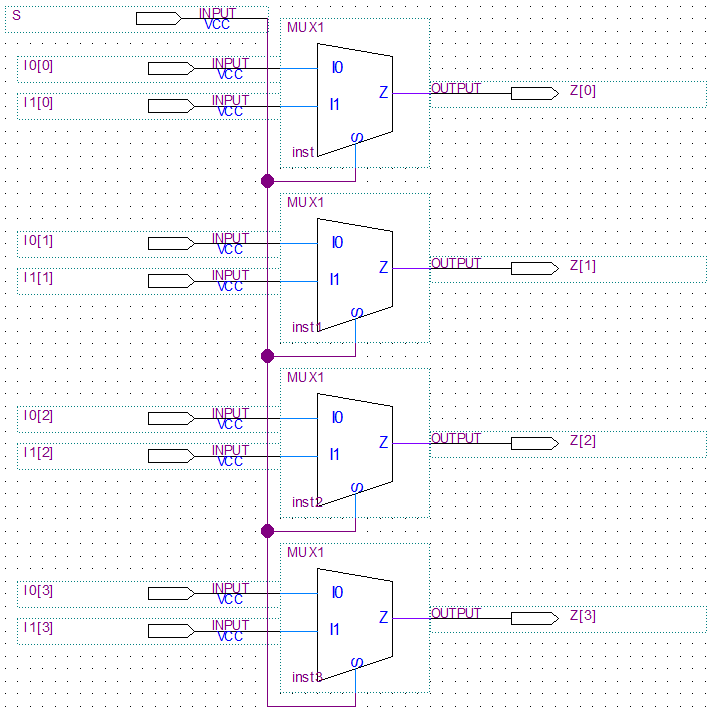 S INPUT VCC
MUX1
I0[0] INPUT VCC I0
I1[0] INPUT VCC I1
Z OUTPUT Z[0]
S
inst
MUX1
I0[1] INPUT VCC I0
I1[1] INPUT VCC I1
Z OUTPUT Z[1]
S
inst1
MUX1
I0[2] INPUT VCC I0
I1[2] INPUT VCC I1
Z OUTPUT Z[2]
S
inst2
MUX1
I0[3] INPUT VCC I0
I1[3] INPUT VCC I1
Z OUTPUT Z[3]
S
inst3